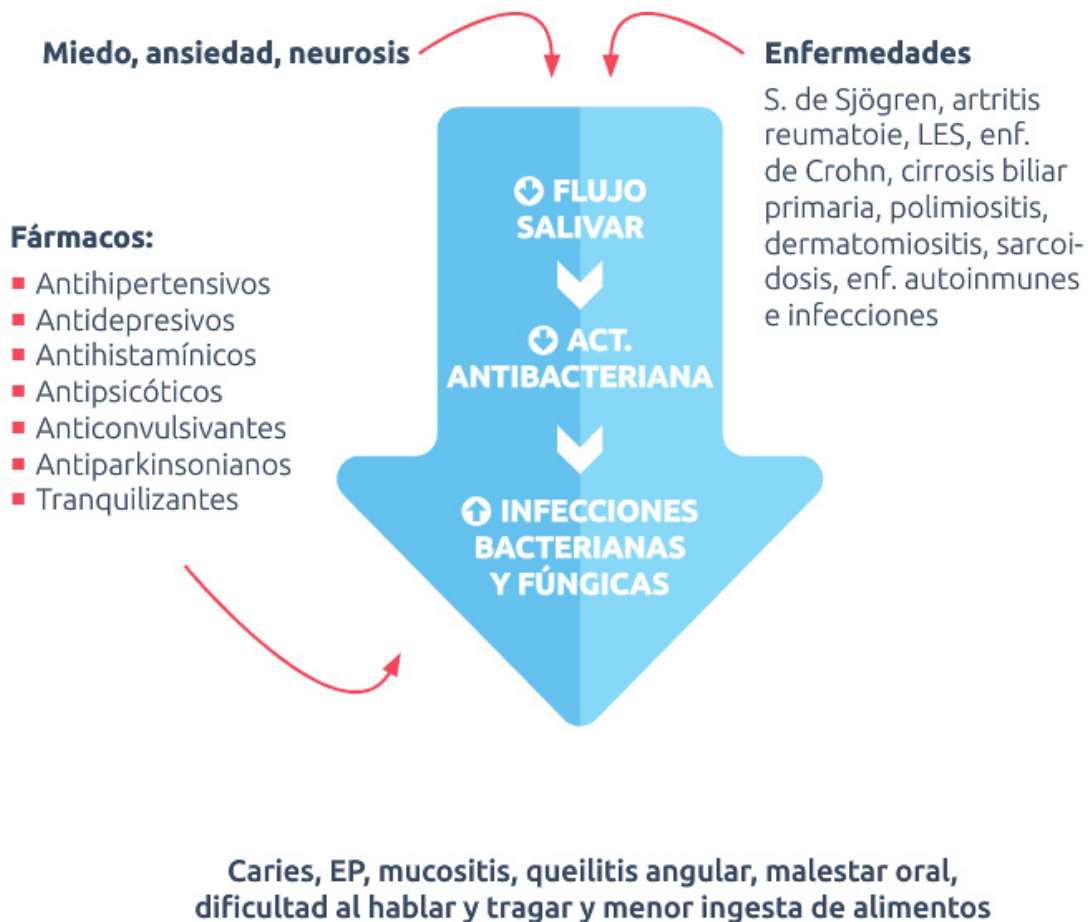 Miedo, ansiedad, neurosis
Enfermedades
S. de Sjögren, artritis
reumatoie, LES, enf.
de Crohn, cirrosis biliar
primaria, polimiositis,
dermatomiositis, sarcoi-
dosis, enf. autoinmunes
e infecciones
Fármacos:
Antihipertensivos
Antidepresivos
Antihistamínicos
Antipsicóticos
Anticonvulsivantes
Antiparkinsonianos
Tranquilizantes
FLUJO
SALIVAR
ACT.
ANTIBACTERIANA
INFECCIONES
BACTERIANAS
Y FÚNGICAS
Caries, EP, mucositis, queilitis angular, malestar oral,
dificultad al hablar y tragar y menor ingesta de alimentos